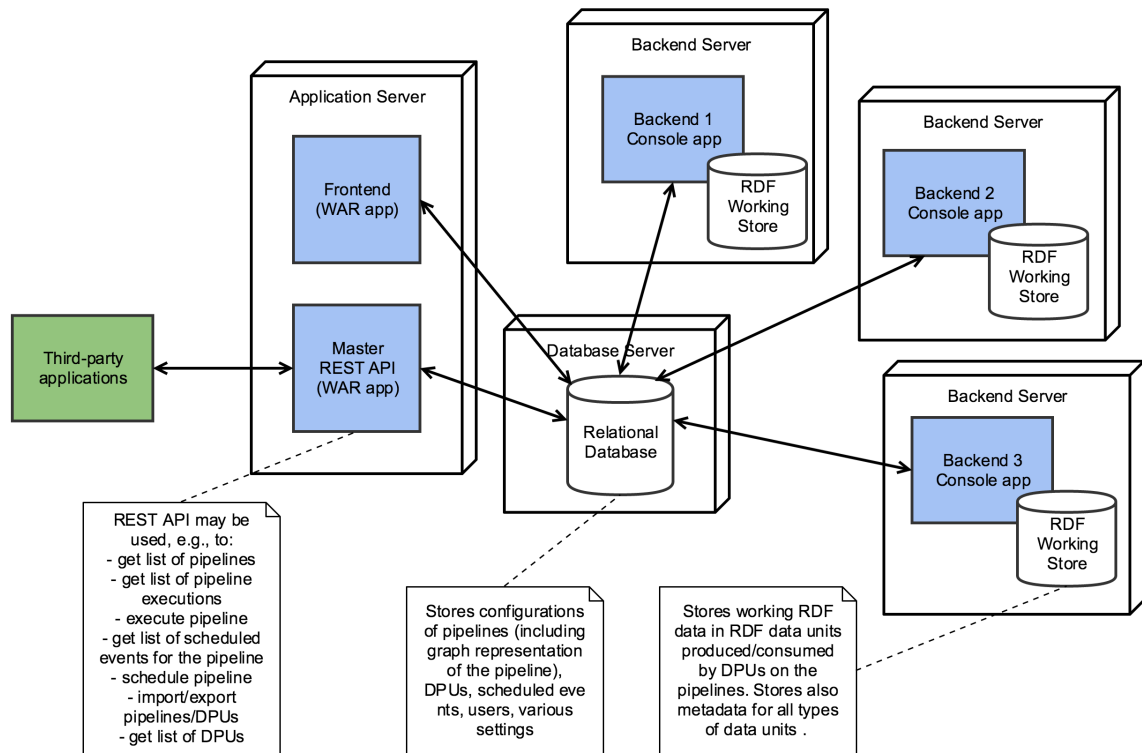 Backend Server
Backend 1
Console app
RDF
Working
Store
Application Server
Frontend
(WAR app)
Master
REST API
(WAR app)
Third-party
applications
Backend Server
Backend 2
Console app
RDF
Working
Store
Database Server
Relational
Database
Backend Server
Backend 3
Console app
RDF
Working
Store
REST API may be
used, e.g., to:
- get list of pipelines
- get list of pipeline
executions
- execute pipeline
- get list of scheduled
events for the pipeline
- schedule pipeline
- import/export
pipelines/DPUs
- get list of DPUs
Stores configurations
of pipelines (including
graph representation
of the pipeline),
DPUs, scheduled eve
nts, users, various
settings
Stores working RDF
data in RDF data units
produced/consumed
by DPUs on the
pipelines. Stores also
metadata for all types
of data units .